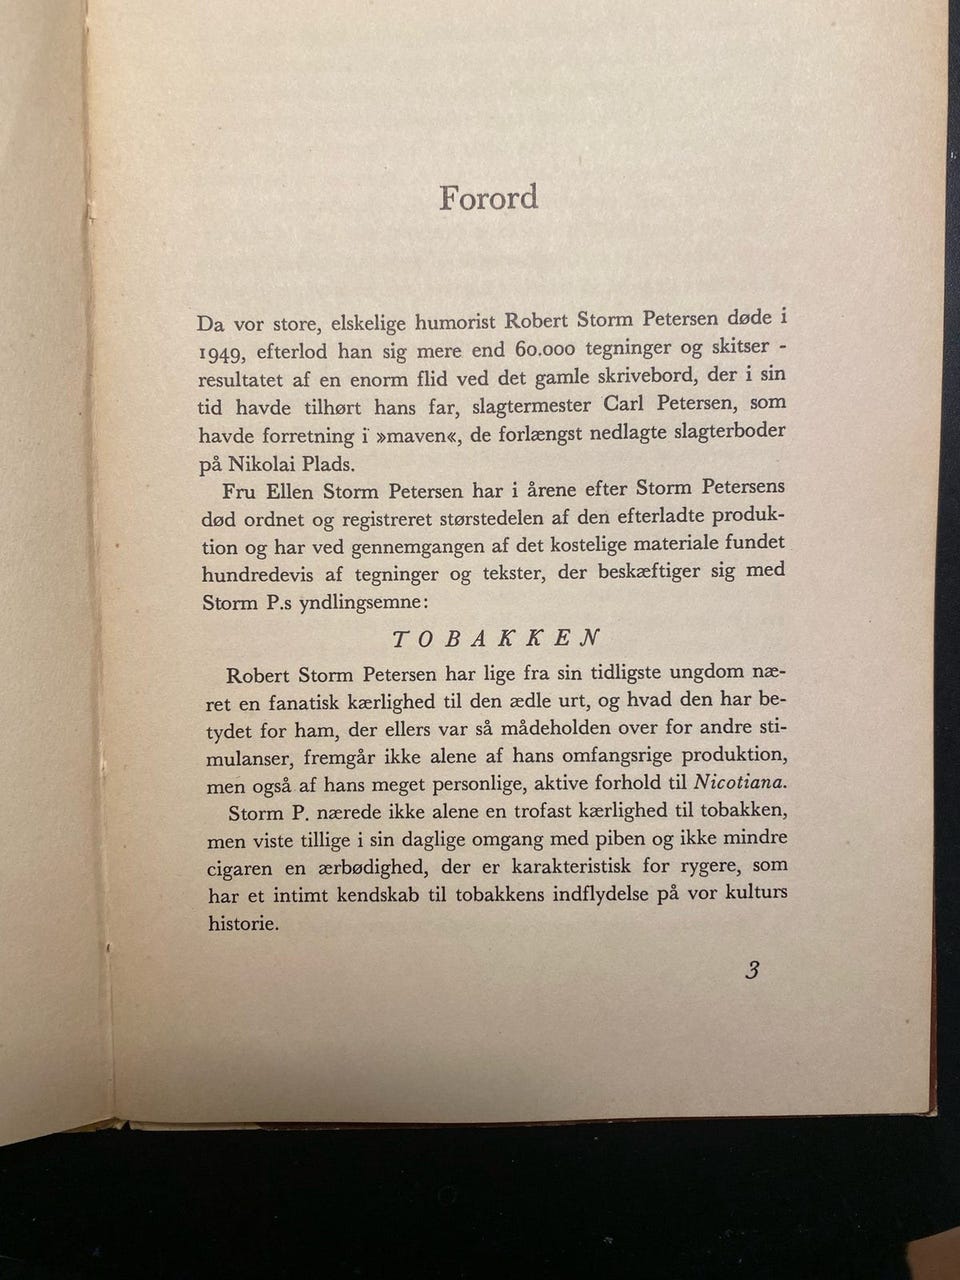 Forord
Da vor store, elskelige humorist Robert Storm Petersen døde i
1949, efterlod han sig mere end 60.000 tegninger og skitser -
resultatet af en enorm flid ved det gamle skrivebord, der i sin
tid havde tilhørt hans far, slagtermester Carl Petersen, som
havde forretning i »maven«, de forlængst nedlagte slagterboder
på Nikolai Plads.
Fru Ellen Storm Petersen har i årene efter Storm Petersens
død ordnet og registreret størstedelen af den efterladte produk-
tion og har ved gennemgangen af det kostelige materiale fundet
hundredevis af tegninger og tekster, der beskæftiger sig med
Storm P.s yndlingsemne:
TOBAKKEN
Robert Storm Petersen har lige fra sin tidligste ungdom næ-
ret en fanatisk kærlighed til den ædle urt, og hvad den har be-
tydet for ham, der ellers var så mådeholden over for andre sti-
mulanser, fremgår ikke alene af hans omfangsrige produktion,
men også af hans meget personlige, aktive forhold til Nicotiana.
Storm P. nærede ikke alene en trofast kærlighed til tobakken,
men viste tillige i sin daglige omgang med piben og ikke mindre
cigaren en ærbødighed, der er karakteristisk for rygere, som
har et intimt kendskab til tobakkens indflydelse på vor kulturs
historie.
3